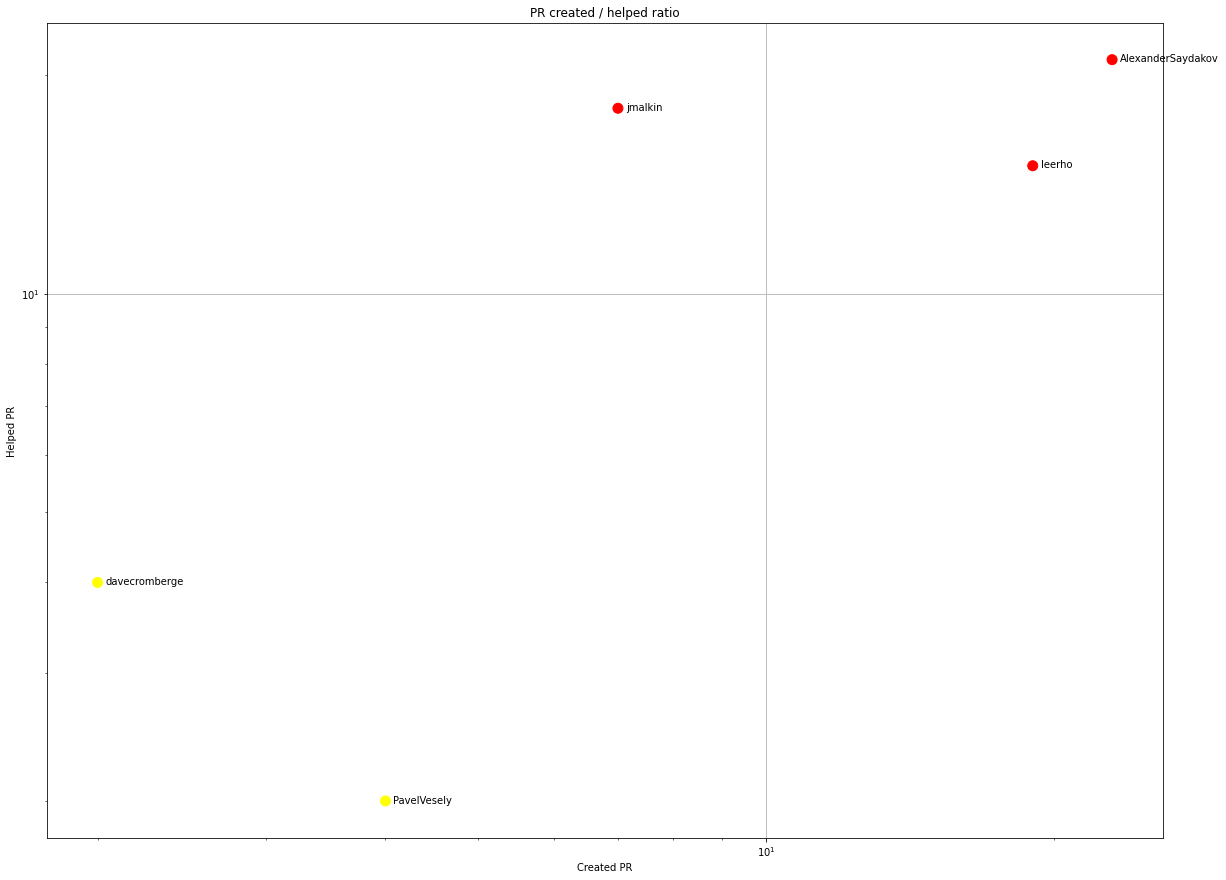 PR created / helped ratio
AlexanderSaydakov
jmalkin
leerho
10¹
Helped PR
davecromberge
PavelVesely
10¹
Created PR